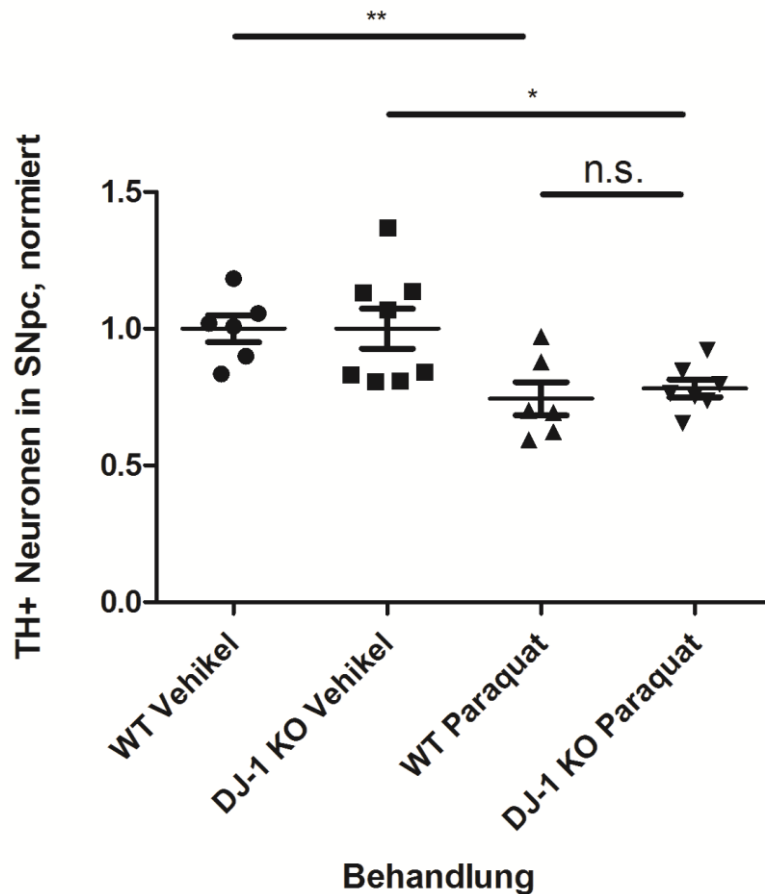 **
*
n.s.
TH+ Neuronen in SNpc, normiert
1.5
1.0
0.5
0.0
WT Vehikel
DJ-1 KO Vehikel
WT Paraquat
DJ-1 KO Paraquat
Behandlung